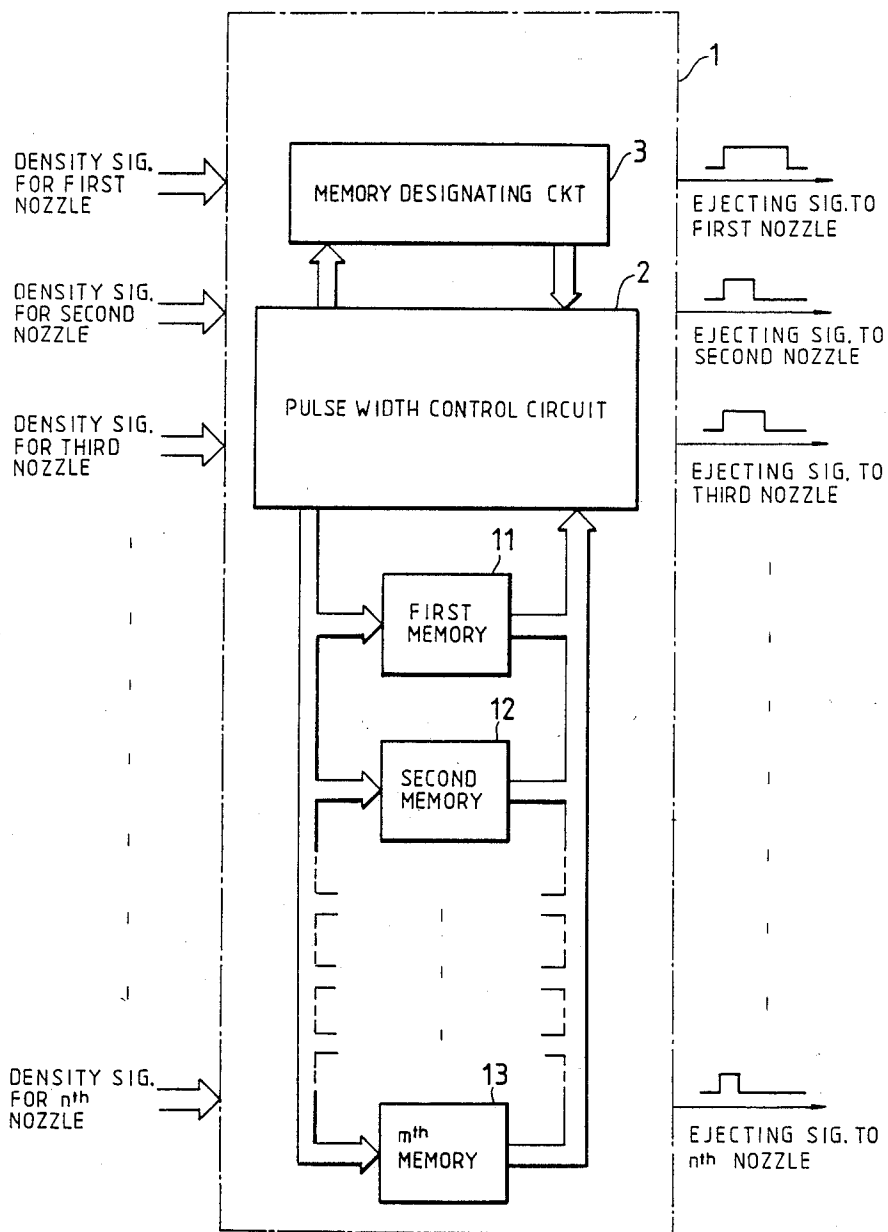 1
DENSITY SIG.
FOR FIRST
NOZZLE
3
MEMORY DESIGNATING CKT
EJECTING SIG. TO
FIRST NOZZLE
DENSITY SIG.
FOR SECOND
NOZZLE
2
EJECTING SIG. TO
SECOND NOZZLE
PULSE WIDTH CONTROL CIRCUIT
DENSITY SIG.
FOR THIRD
NOZZLE
EJECTING SIG. TO
THIRD NOZZLE
11
FIRST
MEMORY
12
SECOND
MEMORY
DENSITY SIG.
FOR nth
NOZZLE
13
mth
MEMORY
EJECTING SIG. TO
nth NOZZLE